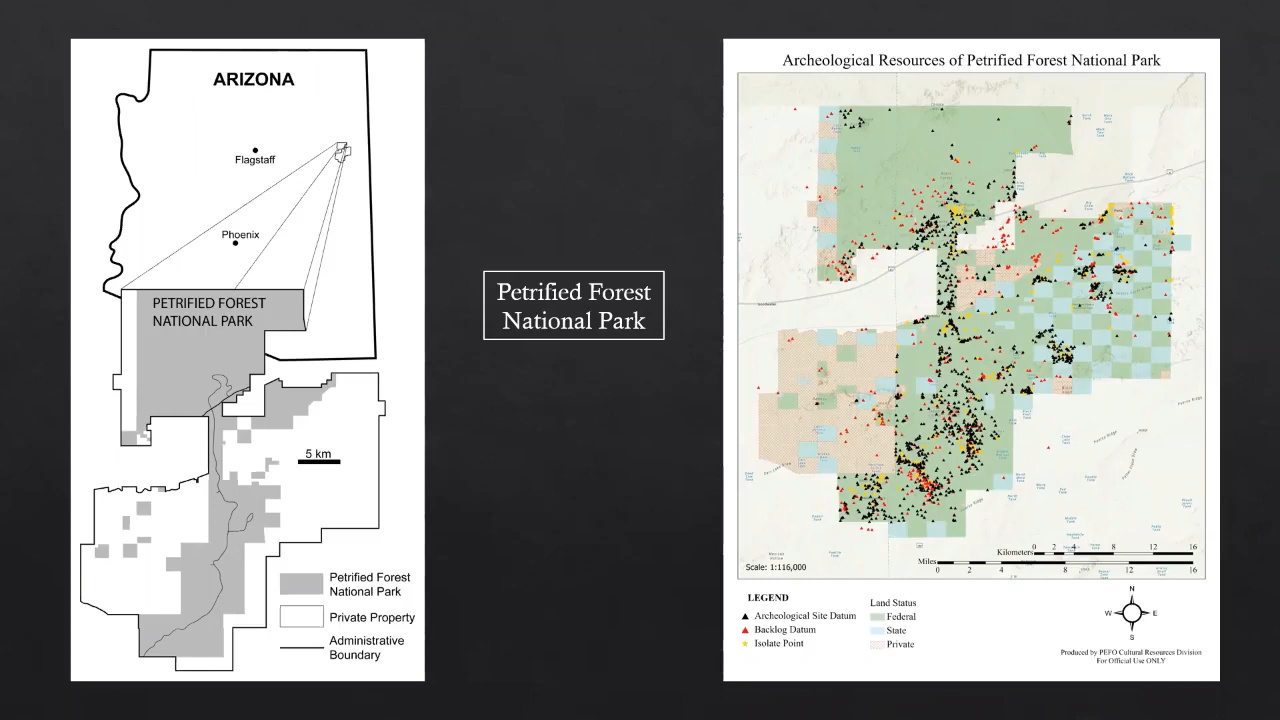 ARIZONA
Flagstaff
Phoenix
PETRIFIED FOREST
NATIONAL PARK
5 km
Petrified Forest
National Park
Private Property
Administrative
Boundary
Petrified Forest
National Park
Archeological Resources of Petrified Forest National Park
Kilometers
0 2 4 8 12 16
Miles
0 2 4 8 12 16
Scale: 1:116,000
LEGEND
Archeological Site Datum
Backlog Datum
Isolate Point
Land Status
Federal
State
Private
N
W E
S
Produced by PEFO Cultural Resources Division
For Official Use ONLY